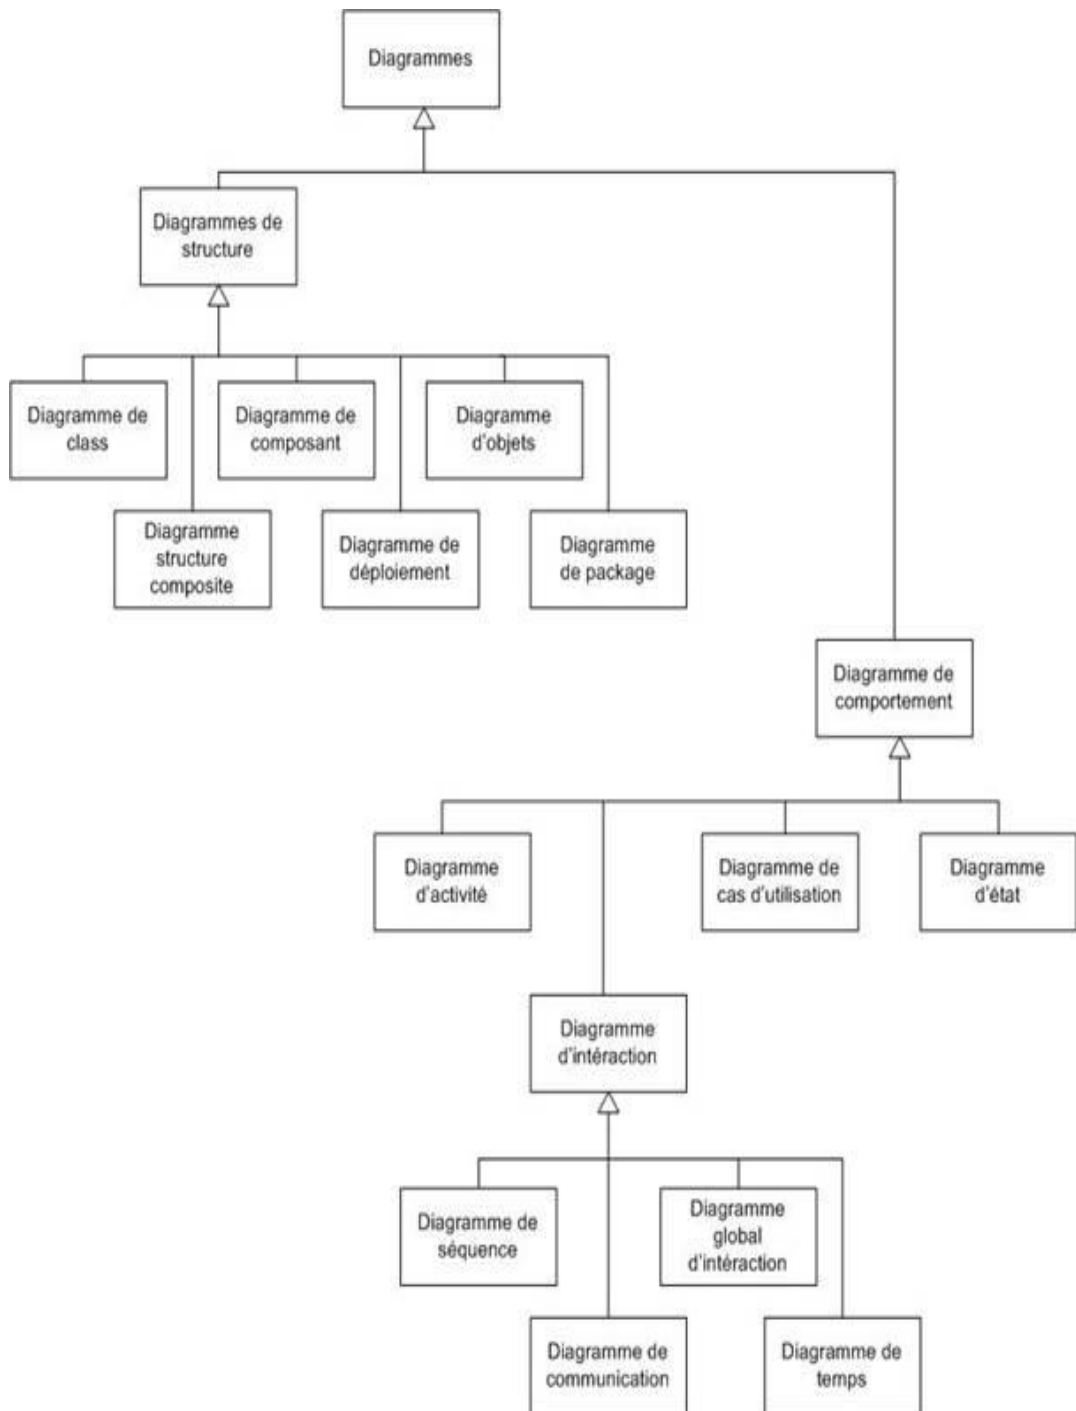 Diagrammes
Diagrammes de
structure
Diagramme de
class
Diagramme de
composant
Diagramme
d'objets
Diagramme
structure
composite
Diagramme de
déploiement
Diagramme
de package
Diagramme de
comportement
Diagramme
d'activité
Diagramme de
cas d'utilisation
Diagramme
d'état
Diagramme
d'intéraction
Diagramme de
séquence
Diagramme
global
d'intéraction
Diagramme de
communication
Diagramme de
temps